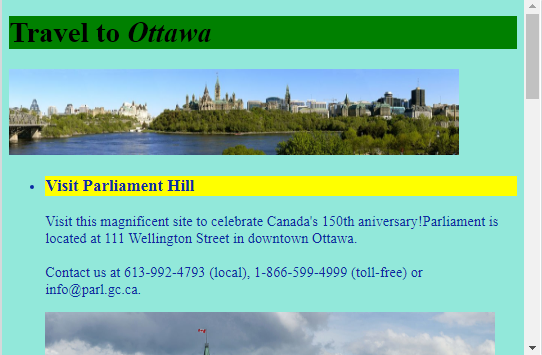 Travel to Ottawa
Visit Parliament Hill
Visit this magnificent site to celebrate Canada's 150th aniversary!Parliament is
located at 111 Wellington Street in downtown Ottawa.
Contact us at 613-992-4793 (local), 1-866-599-4999 (toll-free) or
info@parl.gc.ca.